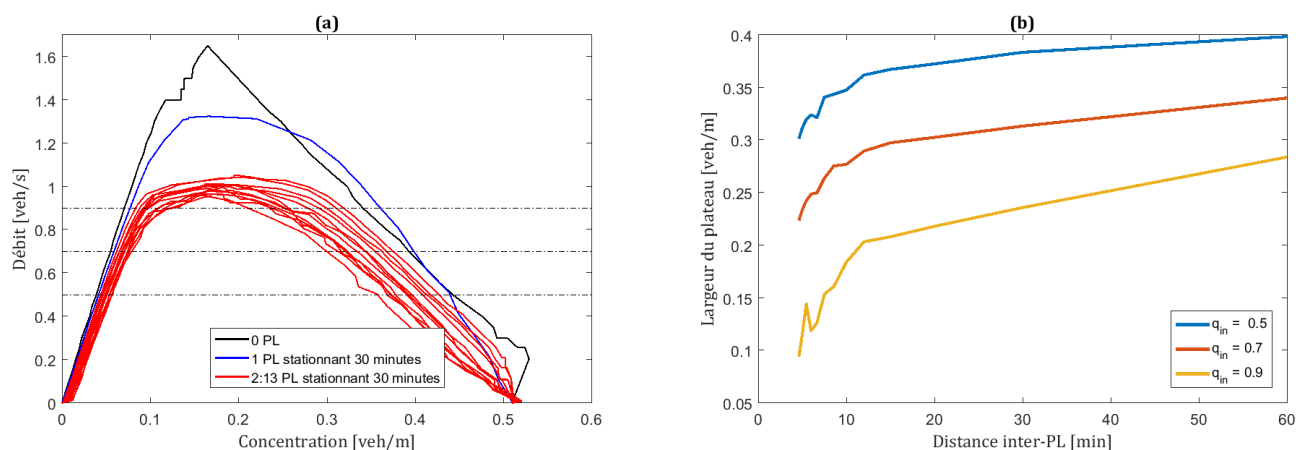 (a)
Débit [veh/s]
1.6
1.4
1.2
1
0.8
0.6
0.4
0.2
0
0 PL
1 PL stationnant 30 minutes
2:13 PL stationnant 30 minutes
0 0.1 0.2 0.3 0.4 0.5 0.6
Concentration [veh/m]
(b)
Largeur du plateau [veh/m]
0.4
0.35
0.3
0.25
0.2
0.15
0.1
0.05
q_in = 0.5
q_in = 0.7
q_in = 0.9
0 10 20 30 40 50 60
Distance inter-PL [min]